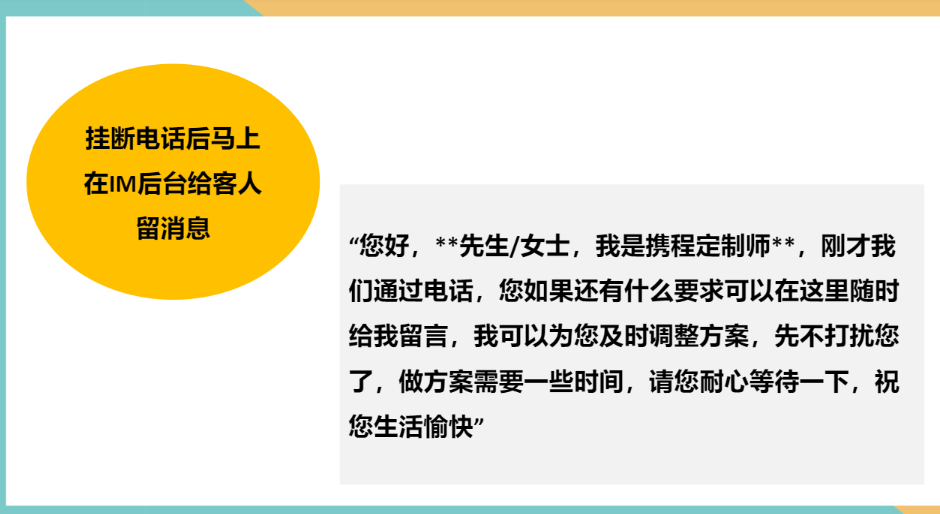 挂断电话后马上
在IM后台给客人
留消息
“您好，**先生/女士，我是携程定制师**，刚才我
们通过电话，您如果还有什么要求可以在这里随时
给我留言，我可以为您及时调整方案，先不打扰您
了，做方案需要一些时间，请您耐心等待一下，祝
您生活愉快”